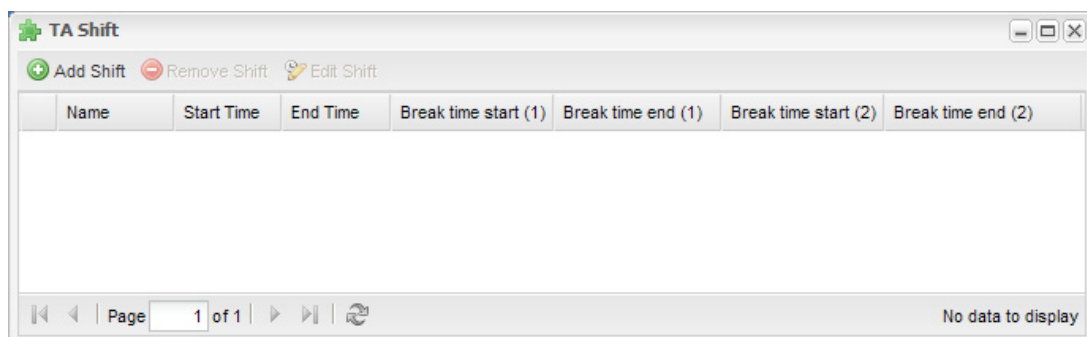 TA Shift
Add Shift Remove Shift Edit Shift
Name Start Time End Time Break time start (1) Break time end (1) Break time start (2) Break time end (2)
Page 1 of 1 No data to display